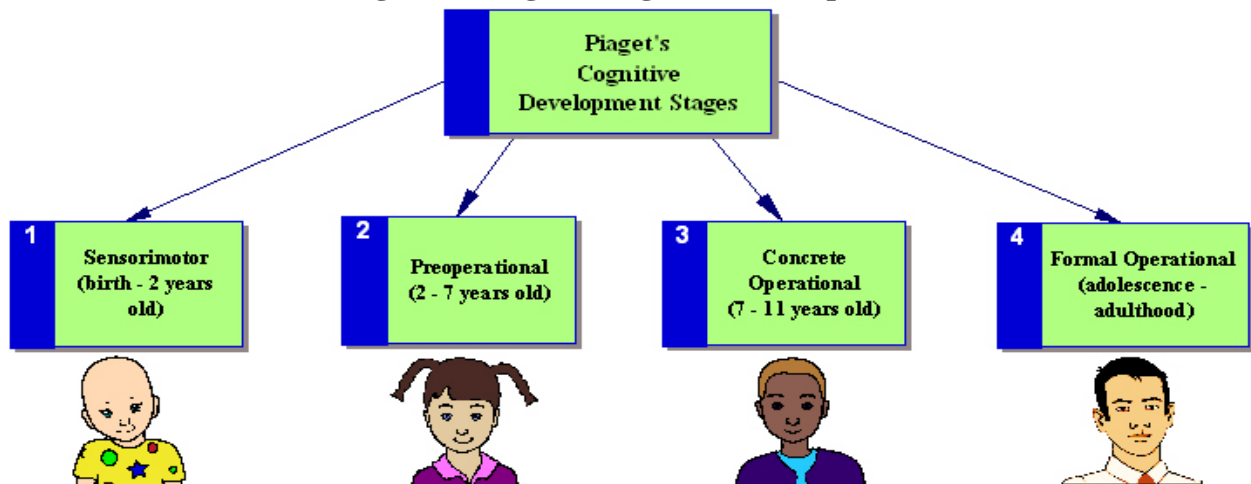 Piaget's
Cognitive
Development Stages
1
Sensorimotor
(birth - 2 years
old)
2
Preoperational
(2 - 7 years old)
3
Concrete
Operational
(7 - 11 years old)
4
Formal Operational
(adolescence -
adulthood)